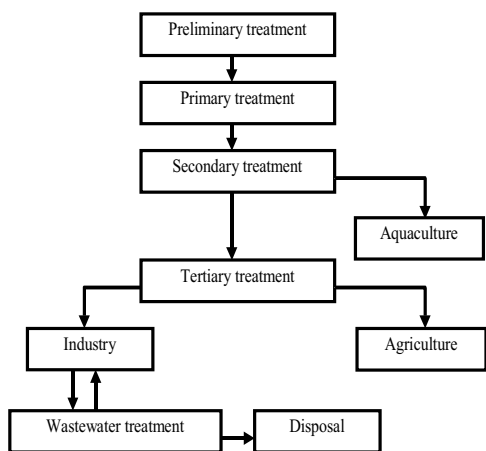 Preliminary treatment
Primary treatment
Secondary treatment
Aquaculture
Tertiary treatment
Industry
Agriculture
Wastewater treatment
Disposal